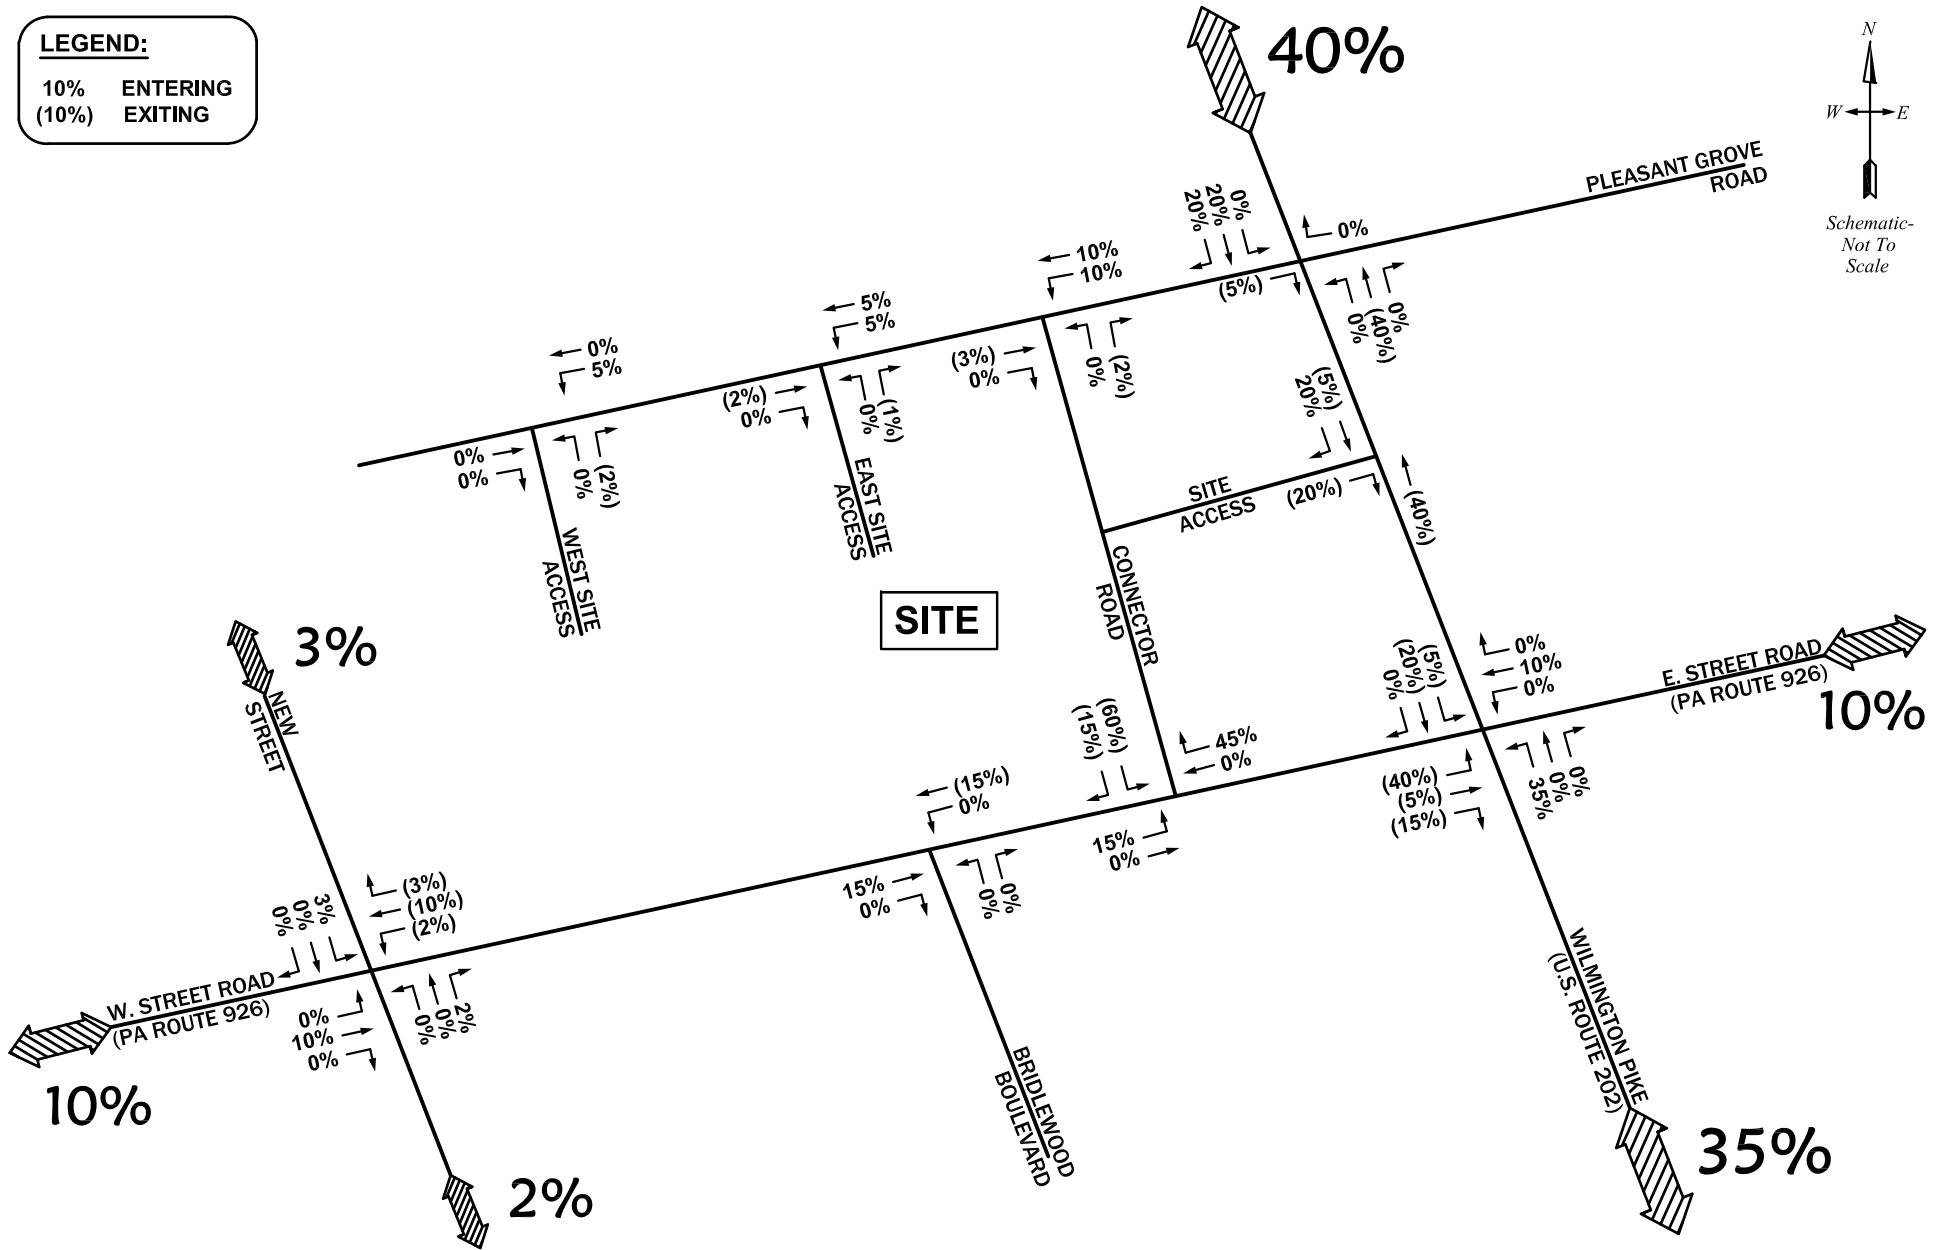 LEGEND:
10% ENTERING
(10%) EXITING
40%
N
W E
Schematic-
Not To
Scale
PLEASANT GROVE
ROAD
20%
20%
0%
0%
(5%)
0%
(40%)
0%
10%
10%
(3%)
0%
0%
(2%)
5%
5%
(2%)
0%
0%
(1%)
0%
5%
0%
0%
0%
(2%)
WEST SITE
ACCESS
EAST SITE
ACCESS
20%
(5%)
SITE
ACCESS
(20%)
(40%)
CONNECTOR
ROAD
SITE
3%
NEW
STREET
0%
(20%)
(5%)
0%
10%
0%
E. STREET ROAD
(PA ROUTE 926)
10%
(15%)
(60%)
45%
0%
15%
0%
(40%)
(5%)
(15%)
35%
0%
0%
(15%)
0%
15%
0%
0%
0%
BRIDLEWOOD
BOULEVARD
0%
0%
3%
(3%)
(10%)
(2%)
0%
10%
0%
0%
0%
2%
W. STREET ROAD
(PA ROUTE 926)
10%
2%
WILMINGTON PIKE
(U.S. ROUTE 202)
35%